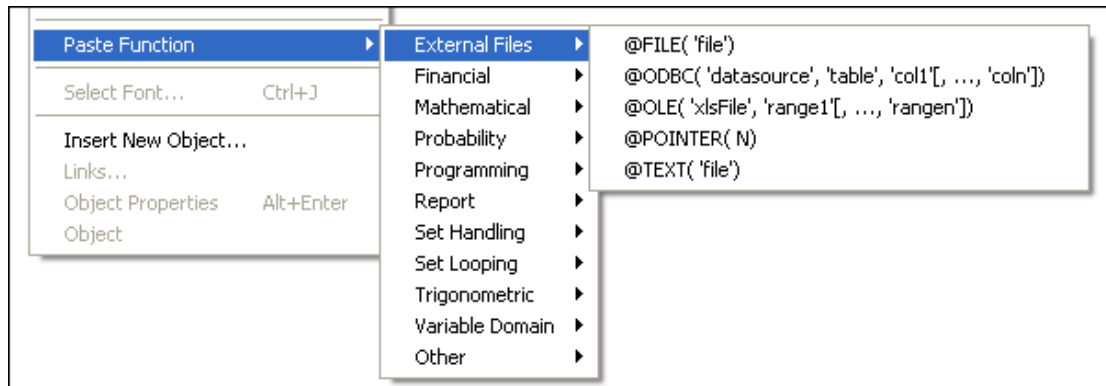 Paste Function
Select Font... Ctrl+J
Insert New Object...
Links...
Object Properties Alt+Enter
Object
External Files
Financial
Mathematical
Probability
Programming
Report
Set Handling
Set Looping
Trigonometric
Variable Domain
Other
@FILE( 'file')
@ODBC( 'datasource', 'table', 'col1'[, ..., 'coln'])
@OLE( 'xlsFile', 'range1'[, ..., 'rangen'])
@POINTER( N)
@TEXT( 'file')